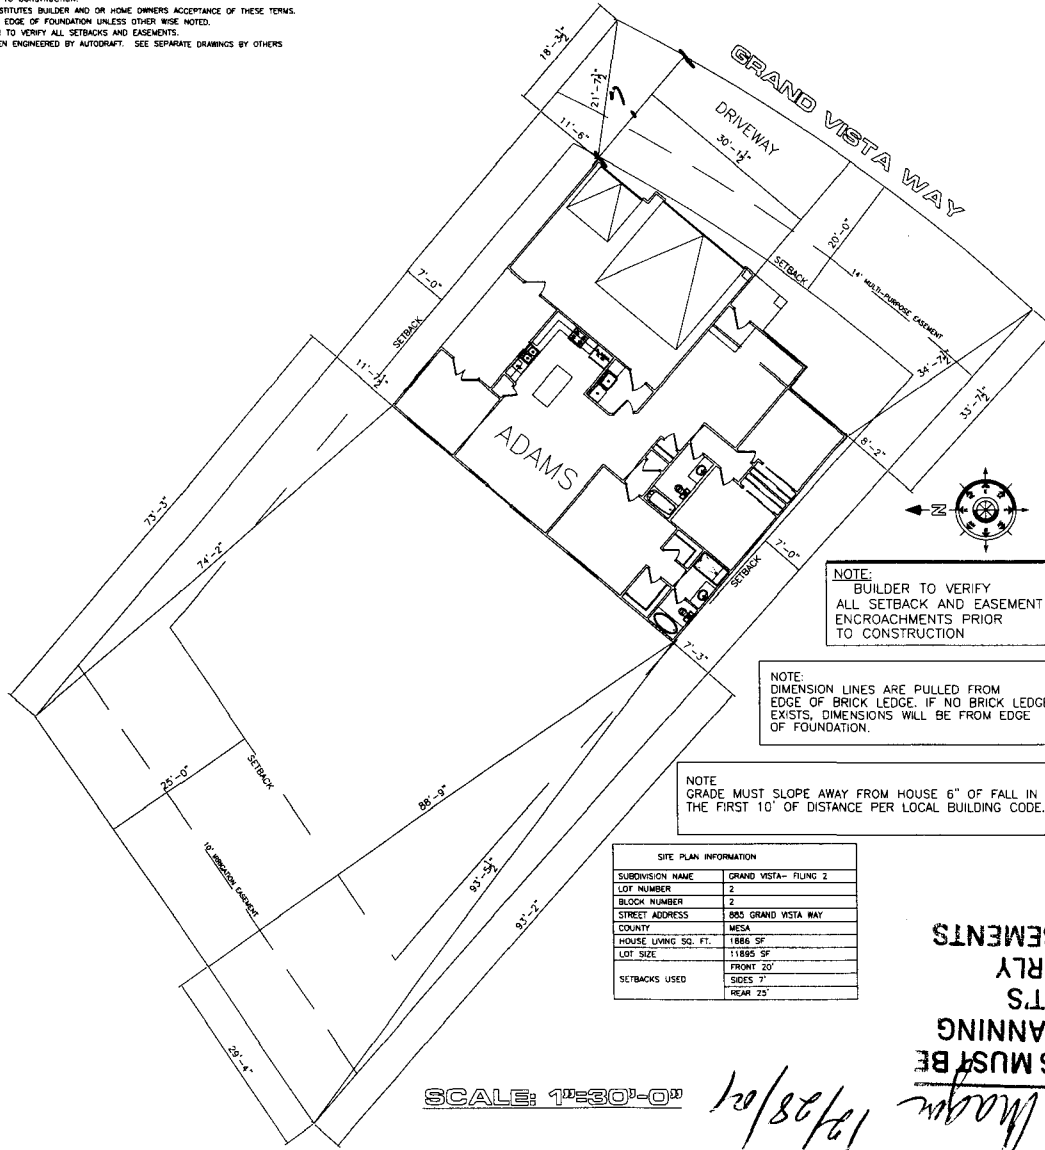 STITUTES BUILDER AND OR HOME OWNERS ACCEPTANCE OF THESE TERMS.
EDGE OF FOUNDATION UNLESS OTHER WISE NOTED.
TO VERIFY ALL SETBACKS AND EASEMENTS.
EN ENGINEERED BY AUTODRAFT. SEE SEPARATE DRAWINGS BY OTHERS
18'-3½"
21'-7½"
11'-6"
GRAND VISTA WAY
DRIVEWAY
30'-1½"
20'-0"
SETBACK
14' MULTI-PURPOSE EASEMENT
7'-0"
SETBACK
11'-7½"
34'-7½"
33'-7½"
8'-2"
ADAMS
N
73'-3"
74'-2"
7'-0"
SETBACK
7'-3"
NOTE:
BUILDER TO VERIFY
ALL SETBACK AND EASEMENT
ENCROACHMENTS PRIOR
TO CONSTRUCTION
NOTE:
DIMENSION LINES ARE PULLED FROM
EDGE OF BRICK LEDGE. IF NO BRICK LEDGE
EXISTS, DIMENSIONS WILL BE FROM EDGE
OF FOUNDATION.
NOTE
GRADE MUST SLOPE AWAY FROM HOUSE 6" OF FALL IN
THE FIRST 10' OF DISTANCE PER LOCAL BUILDING CODE.
25'-0"
SETBACK
88'-9"
10' IRRIGATION EASEMENT
93'-5½"
93'-2"
29'-4"
SITE PLAN INFORMATION
SUBDIVISION NAME GRAND VISTA- FILING 2
LOT NUMBER 2
BLOCK NUMBER 2
STREET ADDRESS 885 GRAND VISTA WAY
COUNTY MESA
HOUSE LIVING SQ. FT. 1886 SF
LOT SIZE 11895 SF
SETBACKS USED FRONT 20'
SIDES 7'
REAR 25'
SCALE: 1"=30'-0"
S MUST BE
ANNING
T'S
RLY
SEMENTS